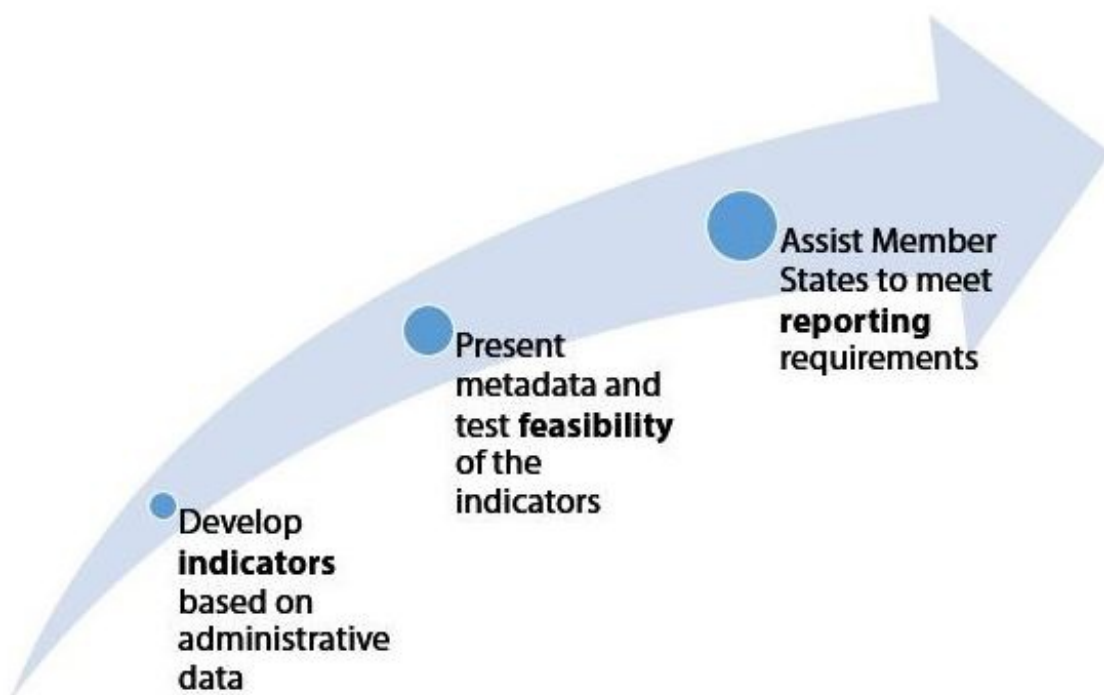 Develop
indicators
based on
administrative
data
Present
metadata and
test feasibility
of the
indicators
Assist Member
States to meet
reporting
requirements